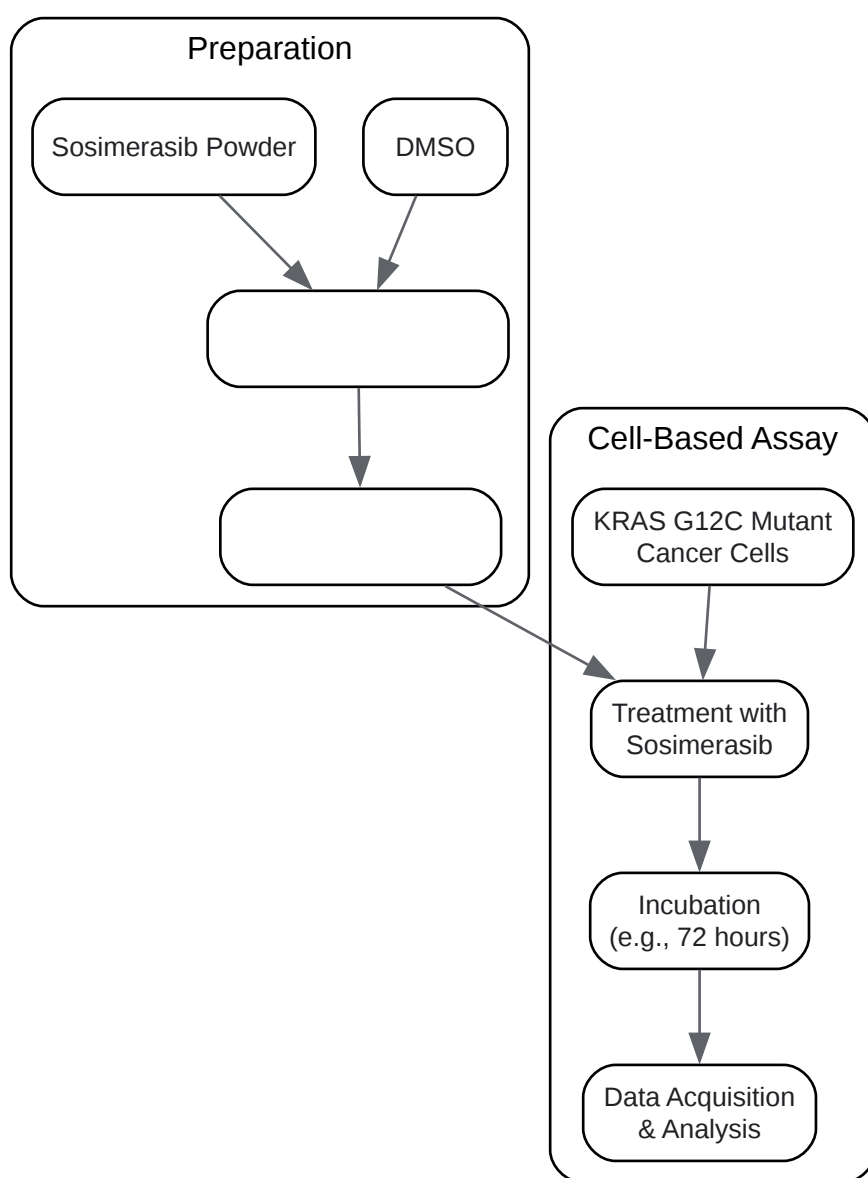 Preparation
Sosimerasib Powder
DMSO
Cell-Based Assay
KRAS G12C Mutant
Cancer Cells
Treatment with
Sosimerasib
Incubation
(e.g., 72 hours)
Data Acquisition
& Analysis